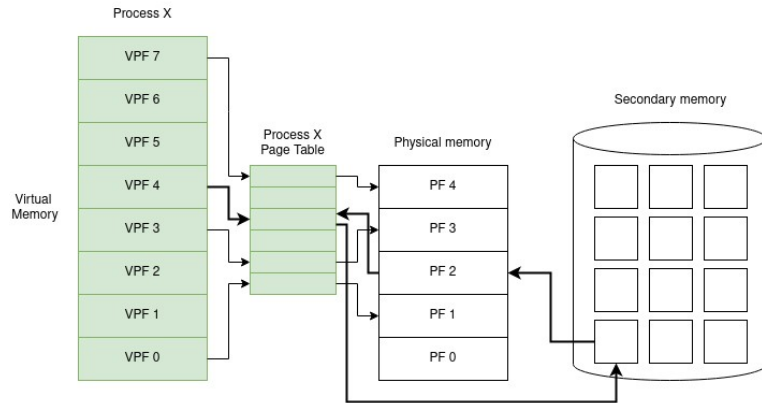 Process X
VPF 7
VPF 6
VPF 5
VPF 4
VPF 3
VPF 2
VPF 1
VPF 0
Virtual
Memory
Process X
Page Table
Physical memory
PF 4
PF 3
PF 2
PF 1
PF 0
Secondary memory